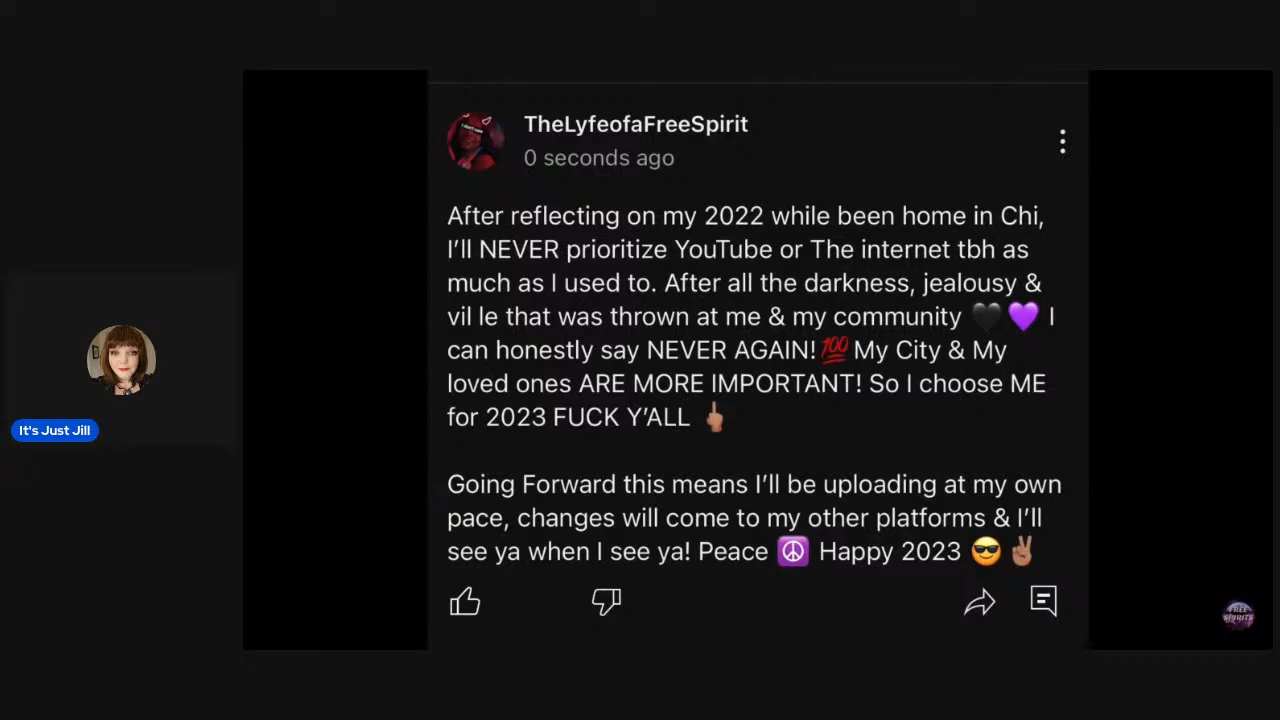 TheLyfeofaFreeSpirit
0 seconds ago
After reflecting on my 2022 while been home in Chi,
I'll NEVER prioritize YouTube or The internet tbh as
much as I used to. After all the darkness, jealousy &
vil le that was thrown at me & my community 🖤💜 I
can honestly say NEVER AGAIN!💯 My City & My
loved ones ARE MORE IMPORTANT! So I choose ME
for 2023 FUCK Y'ALL 🖕🏽
Going Forward this means I'll be uploading at my own
pace, changes will come to my other platforms & I'll
see ya when I see ya! Peace ☮️ Happy 2023 😎✌🏽
It's Just Jill
FREE
SPIRITS